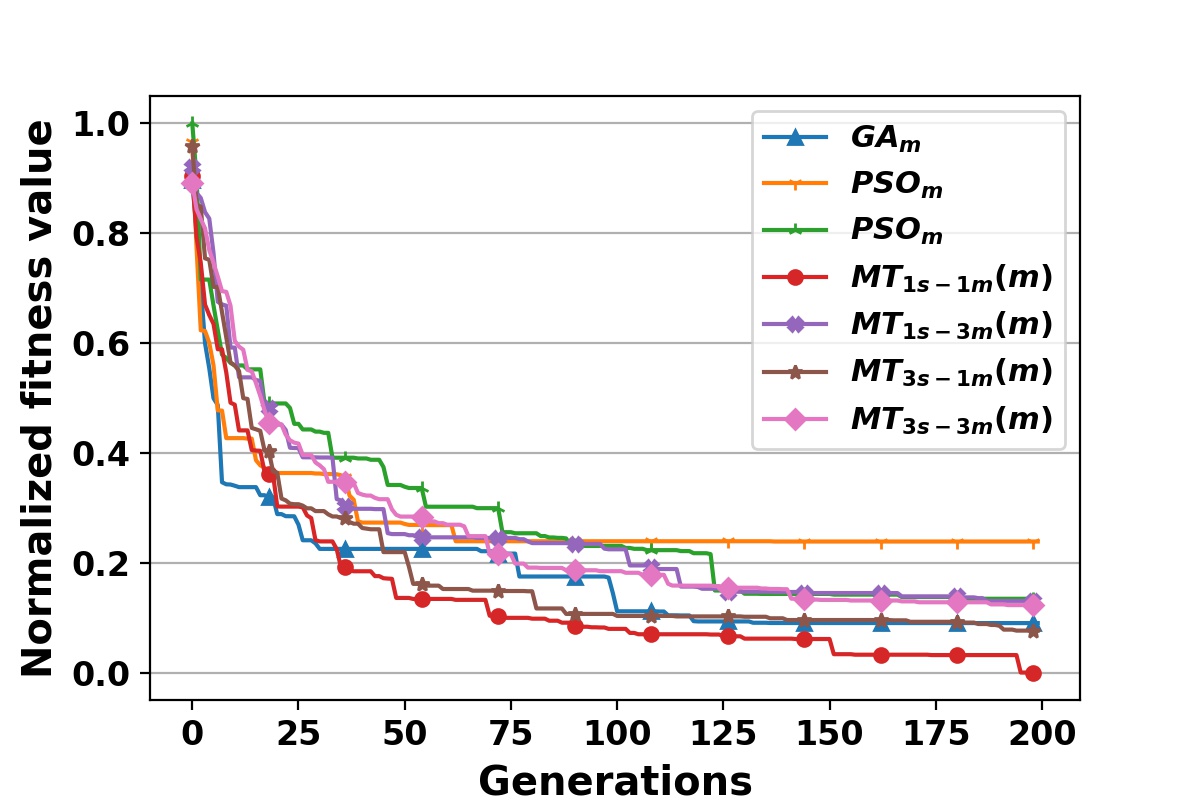 Normalized fitness value
1.0
0.8
0.6
0.4
0.2
0.0
GAm
PSOm
PSOm
MT1s−1m(m)
MT1s−3m(m)
MT3s−1m(m)
MT3s−3m(m)
0 25 50 75 100 125 150 175 200
Generations